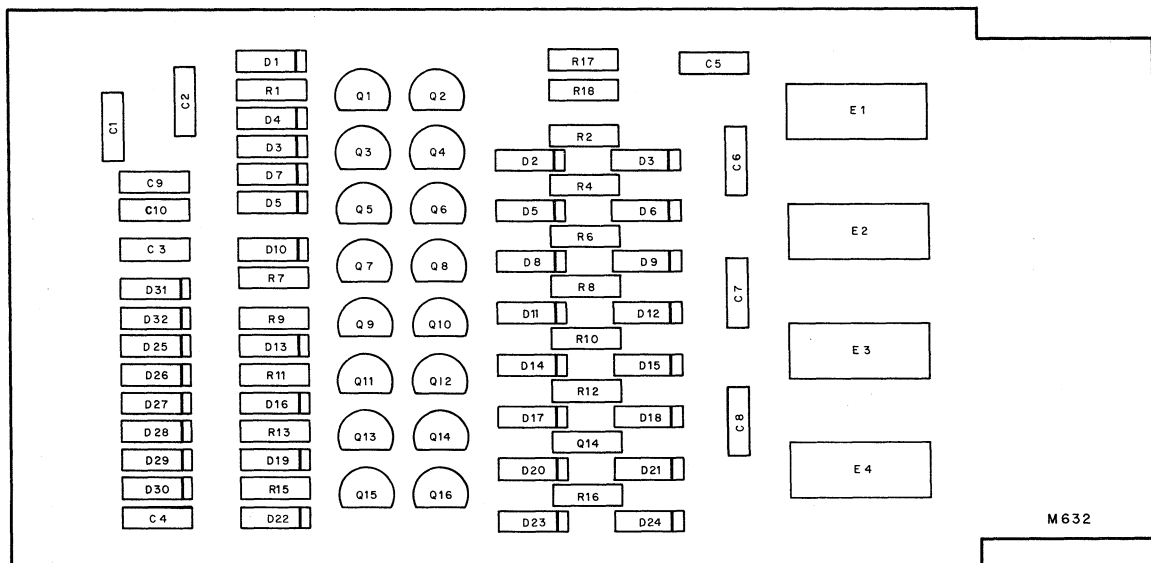 C1
C2
C9
C10
C 3
D31
D32
D25
D26
D27
D28
D29
D30
C 4
D1
R1
D4
D3
D7
D5
D10
R7
R9
D13
R11
D16
R13
D19
R15
D22
Q1
Q2
Q3
Q4
Q5
Q6
Q7
Q8
Q9
Q10
Q11
Q12
Q13
Q14
Q15
Q16
R17
R18
R2
D2
D3
R4
D5
D6
R6
D8
D9
R8
D11
D12
R10
D14
D15
R12
D17
D18
Q14
D20
D21
R16
D23
D24
C5
C6
C7
C8
E1
E2
E3
E4
M632